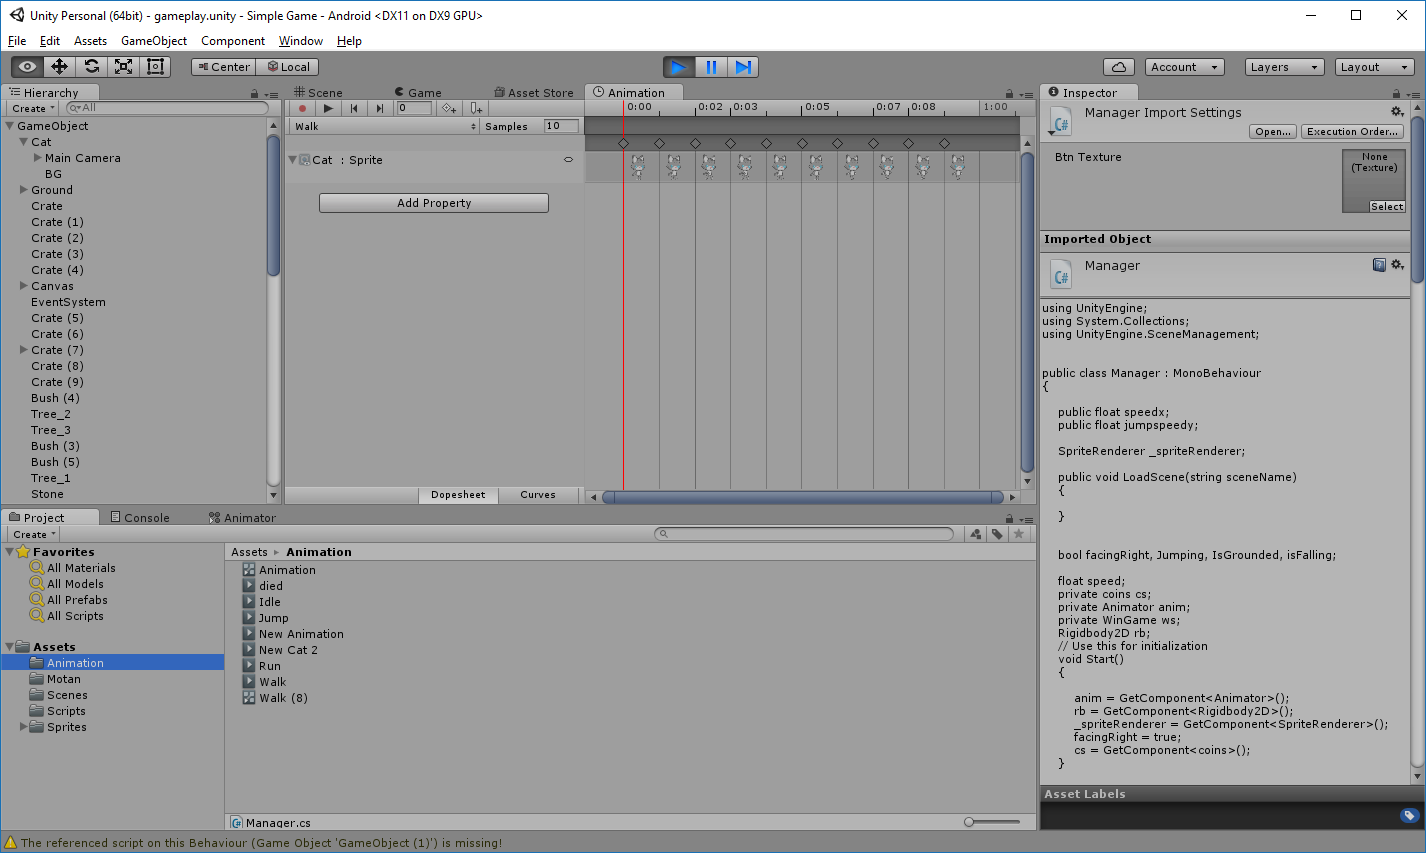 Unity Personal (64bit) - gameplay.unity - Simple Game - Android <DX11 on DX9 GPU>
File Edit Assets GameObject Component Window Help
Center Local Account Layers Layout
Hierarchy
Create All
GameObject
Cat
Main Camera
BG
Ground
Crate
Crate (1)
Crate (2)
Crate (3)
Crate (4)
Canvas
EventSystem
Crate (5)
Crate (6)
Crate (7)
Crate (8)
Crate (9)
Bush (4)
Tree_2
Tree_3
Bush (3)
Bush (5)
Tree_1
Stone
Scene Game Asset Store Animation
0 0:00 0:02 0:03 0:05 0:07 0:08 1:00
Walk Samples 10
Cat : Sprite
Add Property
Dopesheet Curves
Inspector
Manager Import Settings
C#
Open... Execution Order...
Btn Texture
None
(Texture)
Select
Imported Object
Manager
C#
using UnityEngine;
using System.Collections;
using UnityEngine.SceneManagement;
public class Manager : MonoBehaviour
{
public float speedx;
public float jumpspeedy;
SpriteRenderer _spriteRenderer;
public void LoadScene(string sceneName)
{
}
bool facingRight, Jumping, IsGrounded, isFalling;
float speed;
private coins cs;
private Animator anim;
private WinGame ws;
Rigidbody2D rb;
// Use this for initialization
void Start()
{
anim = GetComponent<Animator>();
rb = GetComponent<Rigidbody2D>();
_spriteRenderer = GetComponent<SpriteRenderer>();
facingRight = true;
cs = GetComponent<coins>();
}
Asset Labels
Project Console Animator
Create
Favorites
All Materials
All Models
All Prefabs
All Scripts
Assets
Animation
Motan
Scenes
Scripts
Sprites
Assets Animation
Animation
died
Idle
Jump
New Animation
New Cat 2
Run
Walk
Walk (8)
Manager.cs
The referenced script on this Behaviour (Game Object 'GameObject (1)') is missing!